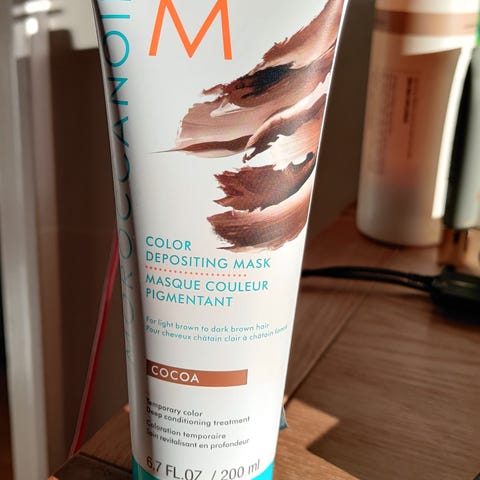 MOROCCANOIL
M
COLOR
DEPOSITING MASK
MASQUE COULEUR
PIGMENTANT
For light brown to dark brown hair
Pour cheveux châtain clair à châtain foncé
COCOA
Temporary color
Deep conditioning treatment
Coloration temporaire
Soin revitalisant en profondeur
6.7 FL.OZ / 200 ml